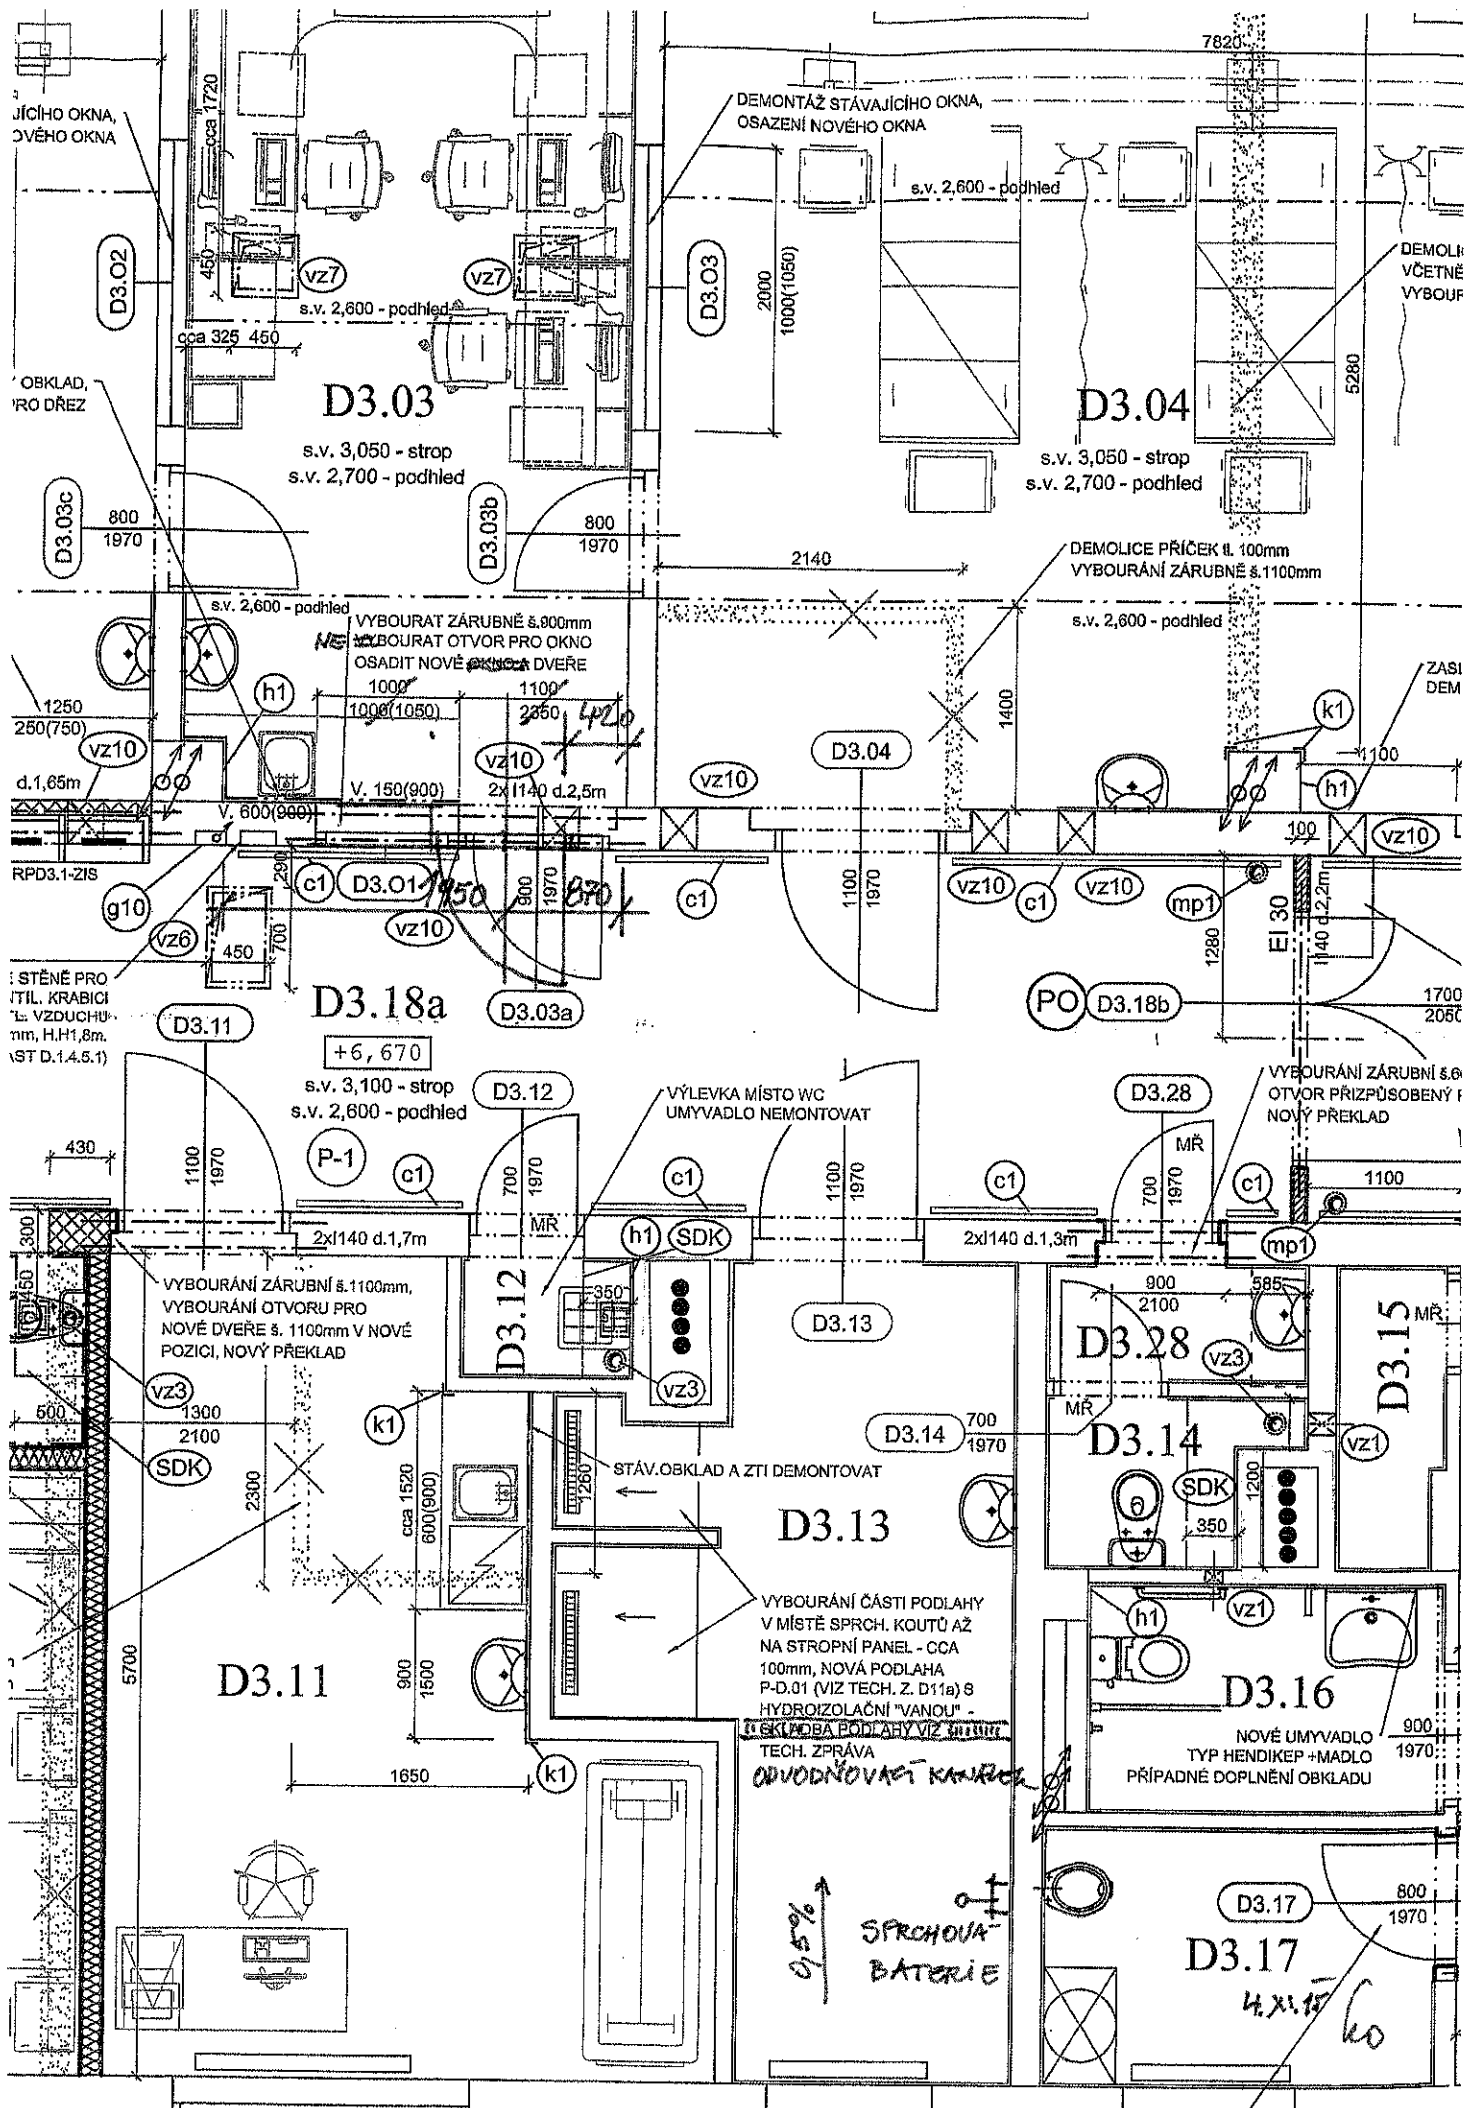 7820
JÍCÍHO OKNA,
OVÉHO OKNA
cca 1720
DEMONTÁŽ STÁVAJÍCÍHO OKNA,
OSAZENÍ NOVÉHO OKNA
s.v. 2,600 - podhled
D3.O2
450
vz7
vz7
s.v. 2,600 - podhled
D3.O3
2000
1000(1050)
VČETNĚ
cca 325 450
5280
OBKLAD,
PRO DŘEZ
D3.03
s.v. 3,050 - strop
s.v. 2,700 - podhled
D3.04
s.v. 3,050 - strop
s.v. 2,700 - podhled
D3.03c
800
1970
D3.03b
800
1970
2140
DEMOLICE PŘÍČEK tl. 100mm
VYBOURÁNÍ ZÁRUBNĚ š.1100mm
s.v. 2,600 - podhled
s.v. 2,600 - podhled
VYBOURAT ZÁRUBNĚ š.900mm
NE VYBOURAT OTVOR PRO OKNO
OSADIT NOVÉ OKNO A DVEŘE
1250
250(750)
h1
1000
1000(1050)
1100
2350
420
1400
k1
1100
vz10
d.1,65m
V. 600(900)
V. 150(900)
vz10
2x I140 d.2,5m
vz10
D3.04
h1
100
vz10
RPD3.1-ZIS
g10
290
c1
D3.O1
1950
900
1970
870
c1
1100
1970
vz10
c1
vz10
mp1
EI 30
I140 d.2,2m
vz6
450
700
vz10
1280
STĚNĚ PRO
TIL. KRABICI
VZDUCHU
mm, H.H1,8m.
ST D.1.4.5.1)
D3.11
D3.18a
D3.03a
PO
D3.18b
1700
2050
+6,670
s.v. 3,100 - strop
s.v. 2,600 - podhled
D3.12
VÝLEVKA MÍSTO WC
UMYVADLO NEMONTOVAT
D3.28
VYBOURÁNÍ ZÁRUBNÍ
OTVOR PŘIZPŮSOBENÝ
NOVÝ PŘEKLAD
430
1100
1970
P-1
c1
700
1970
MŘ
c1
1100
1970
c1
700
1970
MŘ
c1
1100
300
2xI140 d.1,7m
h1
SDK
2xI140 d.1,3m
mp1
450
VYBOURÁNÍ ZÁRUBNÍ š.1100mm,
VYBOURÁNÍ OTVORU PRO
NOVÉ DVEŘE š. 1100mm V NOVÉ
POZICI, NOVÝ PŘEKLAD
D3.12
350
D3.13
900
2100
585
D3.28
D3.15
MŘ
vz3
vz3
vz3
500
1300
2100
k1
MŘ
D3.14
700
1970
D3.14
vz1
SDK
STÁV.OBKLAD A ZTI DEMONTOVAT
2300
cca 1520
600(900)
1260
D3.13
SDK
1200
350
5700
D3.11
900
1500
VYBOURÁNÍ ČÁSTI PODLAHY
V MÍSTĚ SPRCH. KOUTŮ AŽ
NA STROPNÍ PANEL - CCA
100mm, NOVÁ PODLAHA
P-D.01 (VIZ TECH. Z. D11a) S
HYDROIZOLAČNÍ "VANOU" -
SKLADBA PODLAHY VIZ
TECH. ZPRÁVA
ODVODŇOVACÍ KANÁLEK
h1
vz1
D3.16
NOVÉ UMYVADLO
TYP HENDIKEP +MADLO
PŘÍPADNÉ DOPLNĚNÍ OBKLADU
900
1970
1650
k1
0,5%
SPRCHOVÁ
BATERIE
D3.17
800
1970
D3.17
4.XI.15